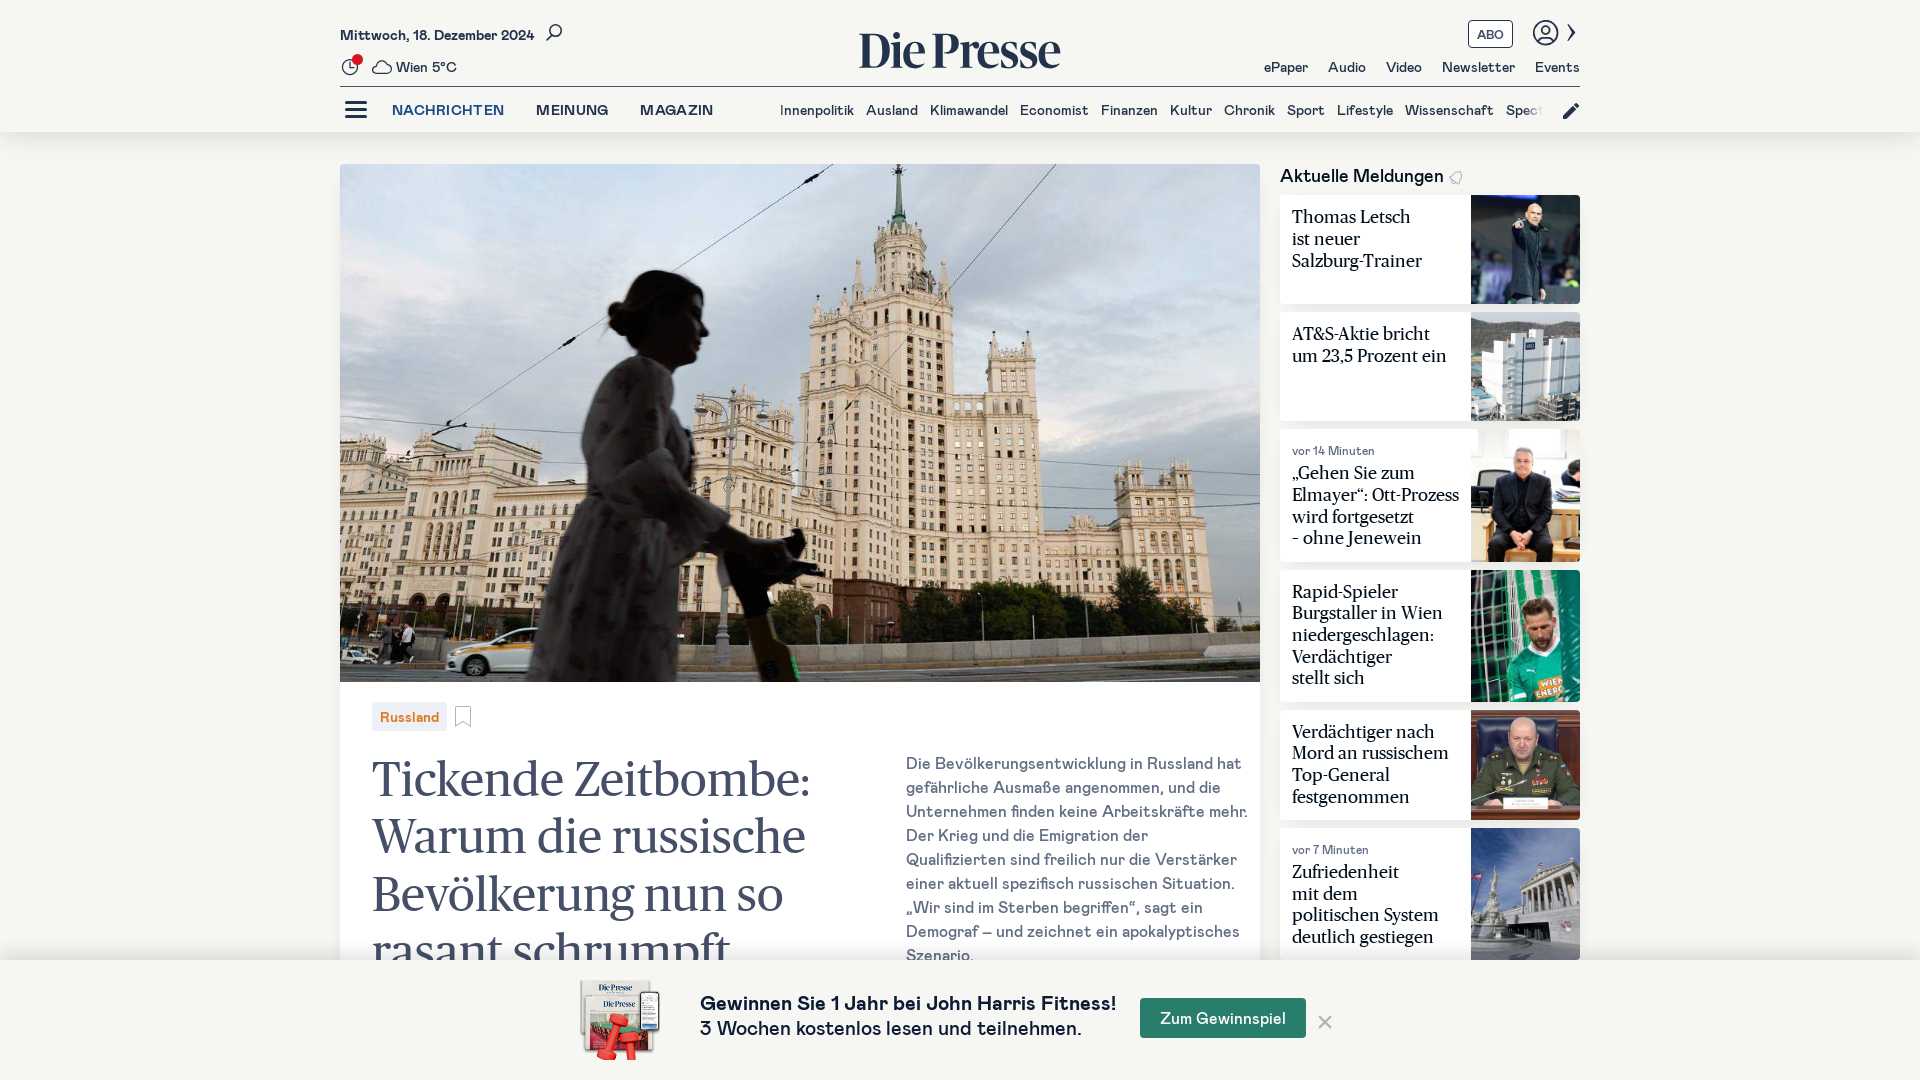 Mittwoch, 18. Dezember 2024
Wien 5°C
Die Presse
ABO
ePaper Audio Video Newsletter Events
NACHRICHTEN MEINUNG MAGAZIN
Innenpolitik Ausland Klimawandel Economist Finanzen Kultur Chronik Sport Lifestyle Wissenschaft Spect
Russland
Tickende Zeitbombe:
Warum die russische
Bevölkerung nun so
rasant schrumpft
Die Bevölkerungsentwicklung in Russland hat
gefährliche Ausmaße angenommen, und die
Unternehmen finden keine Arbeitskräfte mehr.
Der Krieg und die Emigration der
Qualifizierten sind freilich nur die Verstärker
einer aktuell spezifisch russischen Situation.
„Wir sind im Sterben begriffen“, sagt ein
Demograf – und zeichnet ein apokalyptisches
Szenario.
Aktuelle Meldungen
Thomas Letsch
ist neuer
Salzburg-Trainer
AT&S-Aktie bricht
um 23,5 Prozent ein
vor 14 Minuten
„Gehen Sie zum
Elmayer“: Ott-Prozess
wird fortgesetzt
– ohne Jenewein
Rapid-Spieler
Burgstaller in Wien
niedergeschlagen:
Verdächtiger
stellt sich
WIEN
ENERGIE
Verdächtiger nach
Mord an russischem
Top-General
festgenommen
vor 7 Minuten
Zufriedenheit
mit dem
politischen System
deutlich gestiegen
Die Presse
Die Presse
Gewinnen Sie 1 Jahr bei John Harris Fitness!
3 Wochen kostenlos lesen und teilnehmen.
Zum Gewinnspiel